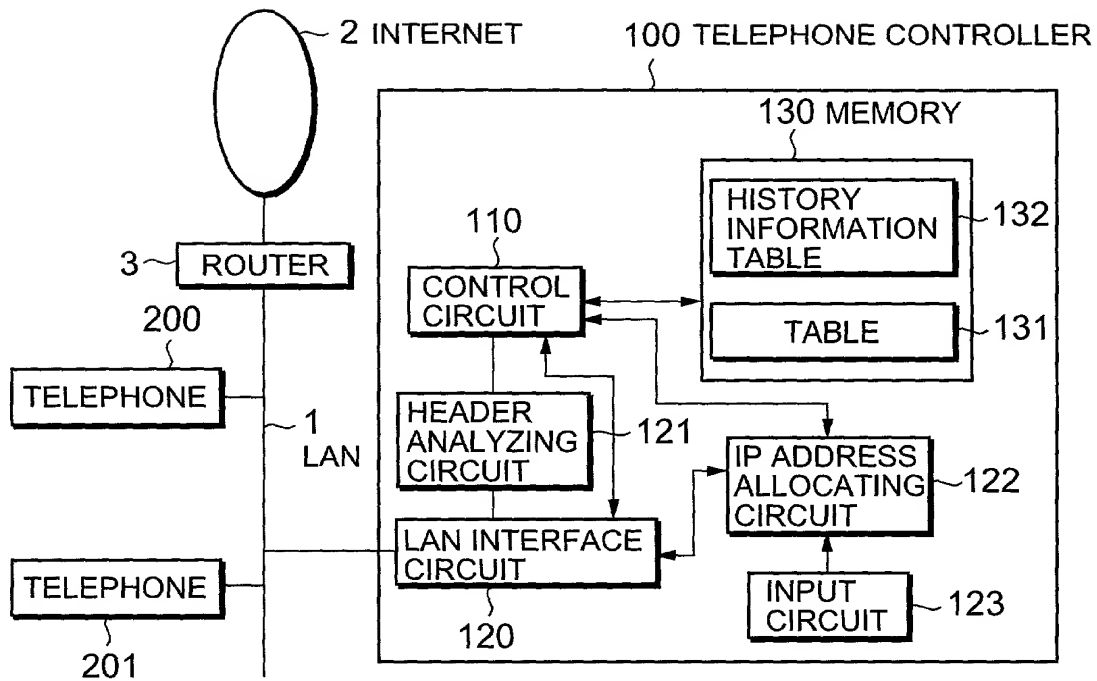 2 INTERNET
100 TELEPHONE CONTROLLER
130 MEMORY
HISTORY
INFORMATION
TABLE
132
110
3
ROUTER
CONTROL
CIRCUIT
TABLE
131
200
TELEPHONE
1
LAN
HEADER
ANALYZING
CIRCUIT
121
IP ADDRESS
ALLOCATING
CIRCUIT
122
LAN INTERFACE
CIRCUIT
120
TELEPHONE
201
INPUT
CIRCUIT
123